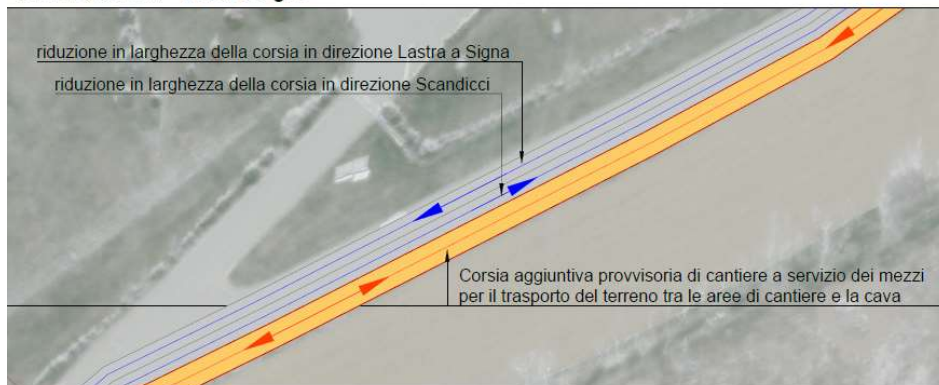 riduzione in larghezza della corsia in direzione Lastra a Signa
riduzione in larghezza della corsia in direzione Scandicci
Corsia aggiuntiva provvisoria di cantiere a servizio dei mezzi
per il trasporto del terreno tra le aree di cantiere e la cava